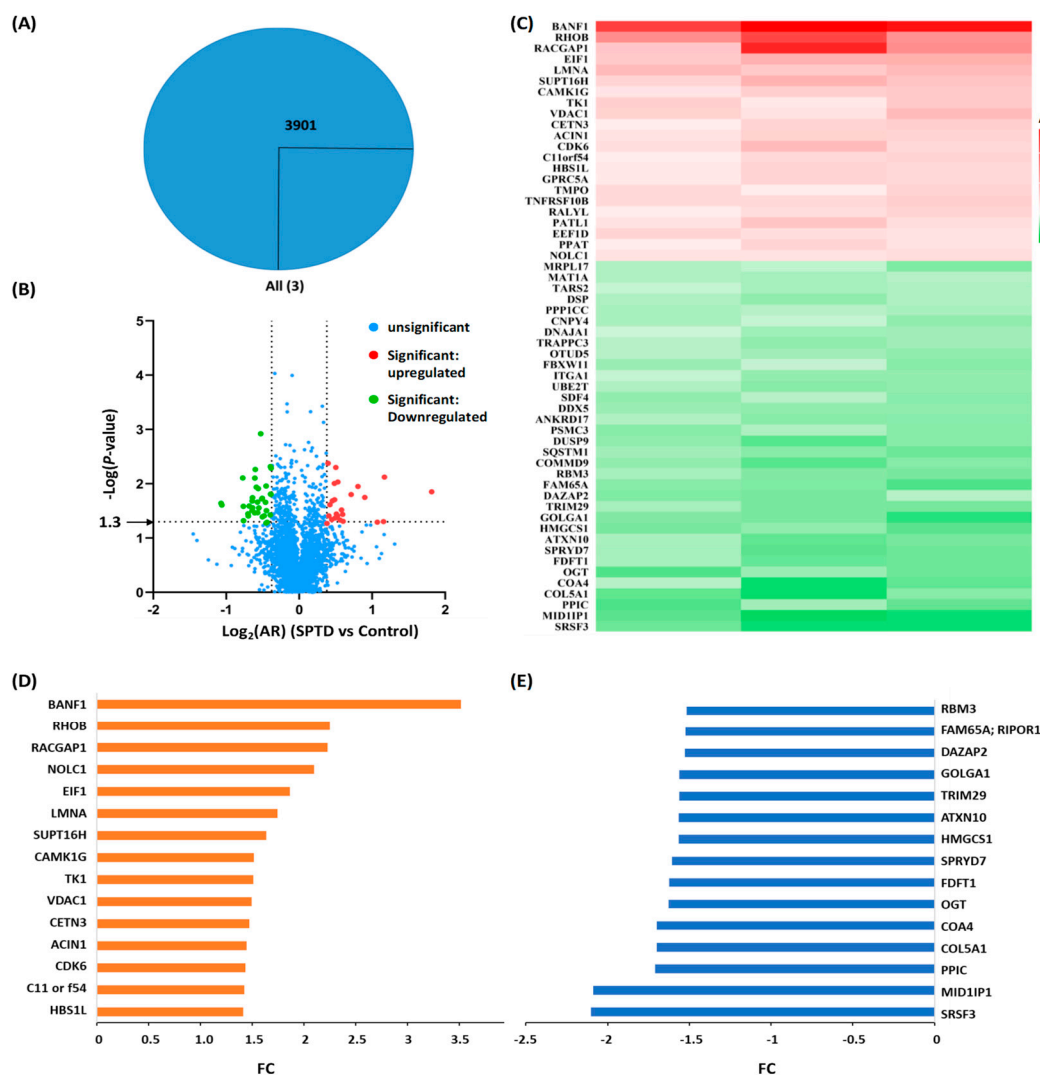 (A)
3901
All (3)
(B)
5
4
3
2
1.3
1
0
-2
-1
0
1
2
-Log(P-value)
Log2(AR) (SPTD vs Control)
unsignificant
Significant:
upregulated
Significant:
Downregulated
(C)
BANF1
RHOB
RACGAP1
EIF1
LMNA
SUPT16H
CAMK1G
TK1
VDAC1
CETN3
ACIN1
CDK6
C11orf54
HBS1L
GPRC5A
TMPO
TNFRSF10B
RALYL
PATL1
EEF1D
PPAT
NOLC1
MRPL17
MAT1A
TARS2
DSP
PPP1CC
CNPY4
DNAJA1
TRAPPC3
OTUD5
FBXW11
ITGA1
UBE2T
SDF4
DDX5
ANKRD17
PSMC3
DUSP9
SQSTM1
COMMD9
RBM3
FAM65A
DAZAP2
TRIM29
GOLGA1
HMGCS1
ATXN10
SPRYD7
FDFT1
OGT
COA4
COL5A1
PPIC
MID1IP1
SRSF3
(D)
BANF1
RHOB
RACGAP1
NOLC1
EIF1
LMNA
SUPT16H
CAMK1G
TK1
VDAC1
CETN3
ACIN1
CDK6
C11 or f54
HBS1L
0
0.5
1.0
1.5
2.0
2.5
3.0
3.5
FC
(E)
RBM3
FAM65A; RIPOR1
DAZAP2
GOLGA1
TRIM29
ATXN10
HMGCS1
SPRYD7
FDFT1
OGT
COA4
COL5A1
PPIC
MID1IP1
SRSF3
-2.5
-2
-1.5
-1
-0.5
0
FC